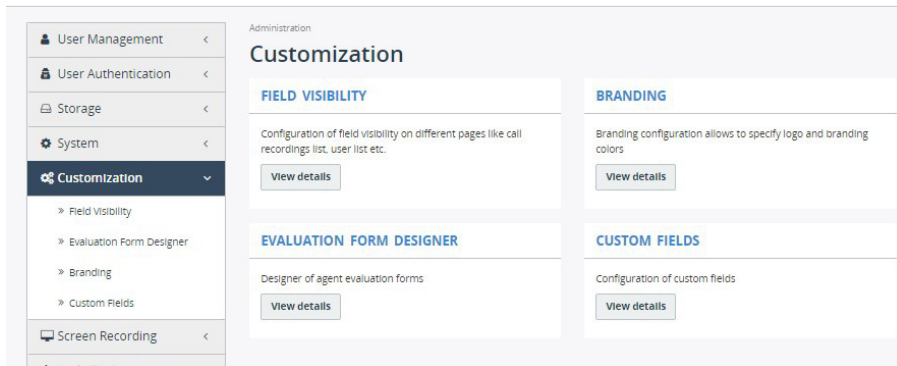 User Management
User Authentication
Storage
System
Customization
Field Visibility
Evaluation Form Designer
Branding
Custom Fields
Screen Recording
Administration
Customization
FIELD VISIBILITY
Configuration of field visibility on different pages like call
recordings list, user list etc.
View details
BRANDING
Branding configuration allows to specify logo and branding
colors
View details
EVALUATION FORM DESIGNER
Designer of agent evaluation forms
View details
CUSTOM FIELDS
Configuration of custom fields
View details